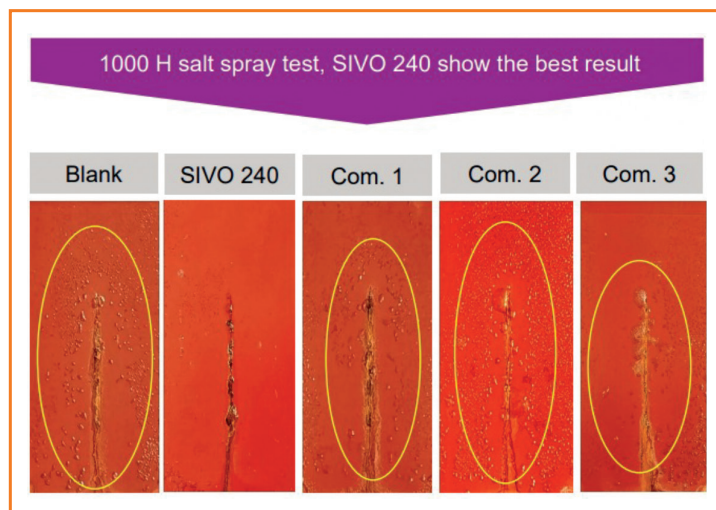 1000 H salt spray test, SIVO 240 show the best result
Blank
SIVO 240
Com. 1
Com. 2
Com. 3